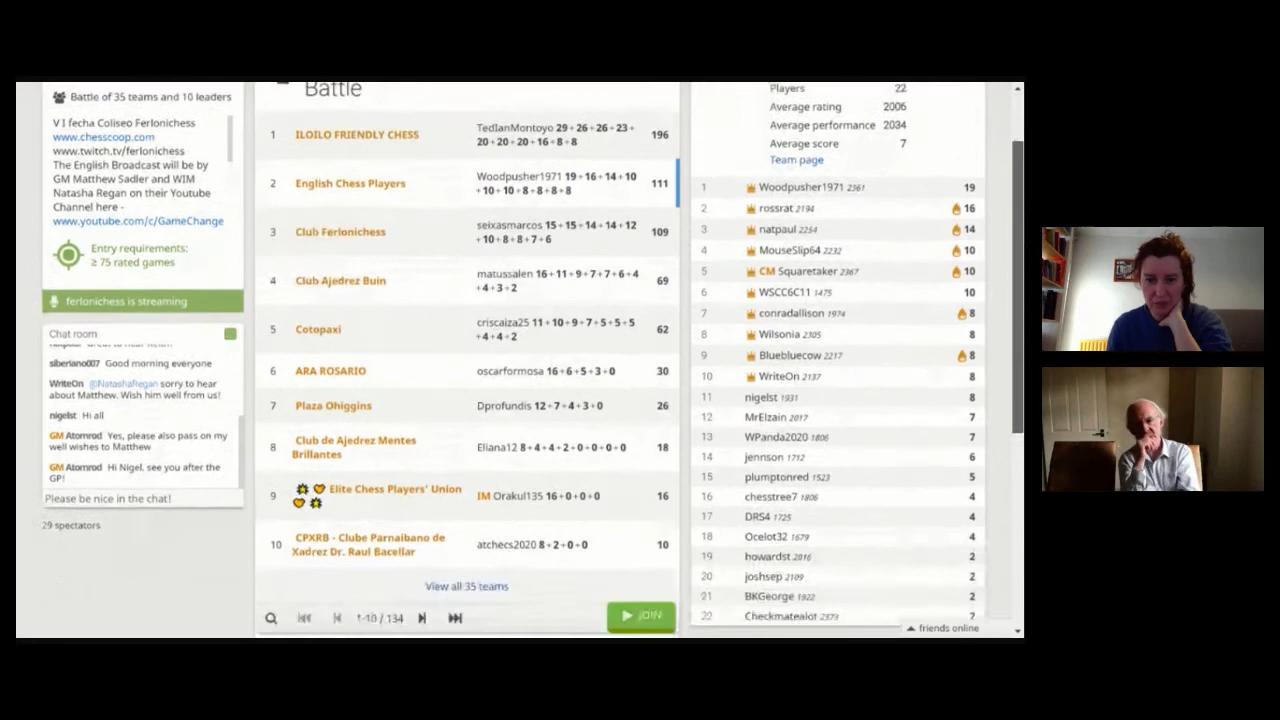 Battle of 35 teams and 10 leaders
V I fecha Coliseo Ferlonichess
www.chesscoop.com
www.twitch.tv/ferlonichess
The English Broadcast will be by
GM Matthew Sadler and WIM
Natasha Regan on their Youtube
Channel here -
www.youtube.com/c/GameChange
Entry requirements:
≥ 75 rated games
ferlonichess is streaming
Chat room
siberiano007 Good morning everyone
WriteOn @NatashaRegan sorry to hear
about Matthew. Wish him well from us!
nigelst Hi all
GM Atomrod Yes, please also pass on my
well wishes to Matthew
GM Atomrod Hi Nigel, see you after the
GP!
Please be nice in the chat!
29 spectators
Battle
1 ILOILO FRIENDLY CHESS TedIanMontoyo 29+26+26+23+
20+20+20+16+8+8 196
2 English Chess Players Woodpusher1971 19+16+14+10
+10+10+8+8+8+8 111
3 Club Ferlonichess seixasmarcos 15+15+14+14+12
+10+8+8+7+6 109
4 Club Ajedrez Buin matussalen 16+11+9+7+7+6+4
+4+3+2 69
5 Cotopaxi criscaiza25 11+10+9+7+5+5+5
+4+4+2 62
6 ARA ROSARIO oscarformosa 16+6+5+3+0 30
7 Plaza Ohiggins Dprofundis 12+7+4+3+0 26
8 Club de Ajedrez Mentes
Brillantes Eliana12 8+4+4+2+0+0+0+0 18
9 Elite Chess Players' Union IM Orakul135 16+0+0+0 16
10 CPXRB - Clube Parnaibano de
Xadrez Dr. Raul Bacellar atchecs2020 8+2+0+0 10
View all 35 teams
1-10 / 134
JOIN
Players 22
Average rating 2006
Average performance 2034
Average score 7
Team page
1 Woodpusher1971 2361 19
2 rossrat 2194 16
3 natpaul 2254 14
4 MouseSlip64 2232 10
5 CM Squaretaker 2367 10
6 WSCC6C11 1475 10
7 conradallison 1974 8
8 Wilsonia 2305 8
9 Bluebluecow 2217 8
10 WriteOn 2137 8
11 nigelst 1931 8
12 MrElzain 2017 7
13 WPanda2020 1806 7
14 jennson 1712 6
15 plumptonred 1523 5
16 chesstree7 1806 4
17 DRS4 1725 4
18 Ocelot32 1679 4
19 howardst 2016 2
20 joshsep 2109 2
21 BKGeorge 1922 2
22 Checkmatealot 2373 2
friends online